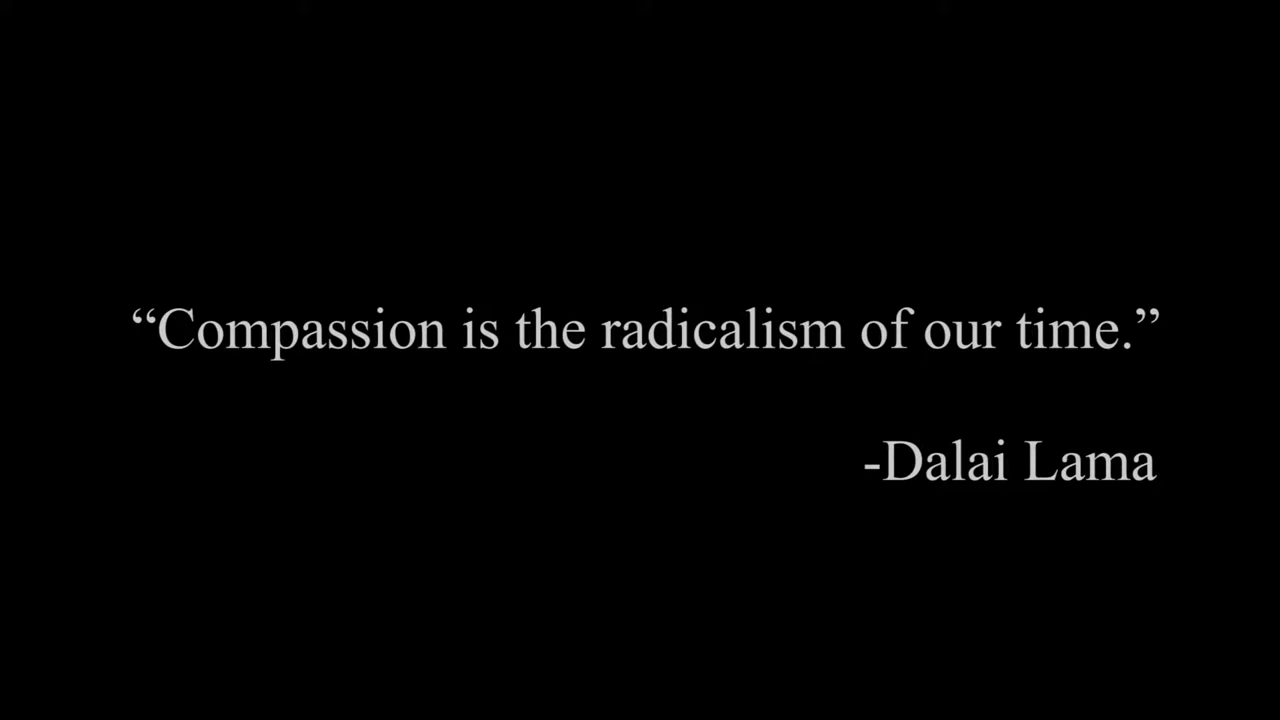 “Compassion is the radicalism of our time.”
-Dalai Lama